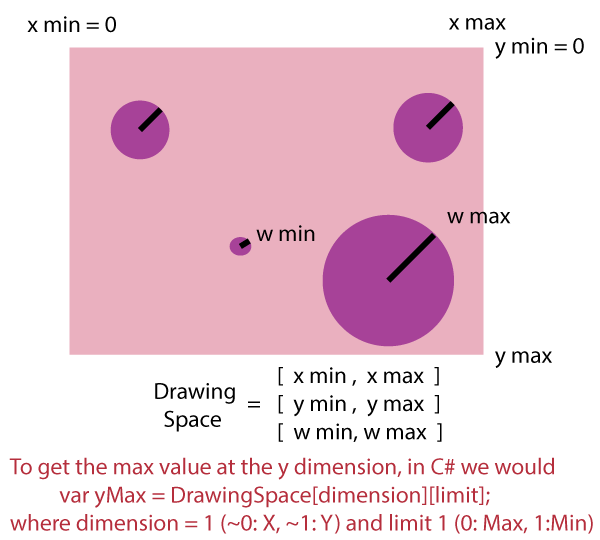 x min = 0
x max
y min = 0
w max
w min
y max
Drawing Space = [ x min , x max ]
[ y min , y max ]
[ w min, w max ]
To get the max value at the y dimension, in C# we would
var yMax = DrawingSpace[dimension][limit];
where dimension = 1 (~0: X, ~1: Y) and limit 1 (0: Max, 1:Min)